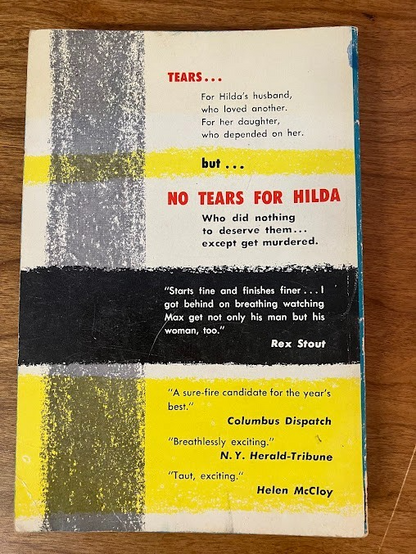 TEARS...
For Hilda's husband,
who loved another.
For her daughter,
who depended on her.
but...
NO TEARS FOR HILDA
Who did nothing
to deserve them...
except get murdered.
"Starts fine and finishes finer...I
got behind on breathing watching
Max get not only his man but his
woman, too."
Rex Stout
"A sure-fire candidate for the year's
best."
Columbus Dispatch
"Breathlessly exciting."
N.Y. Herald-Tribune
"Taut, exciting."
Helen McCloy